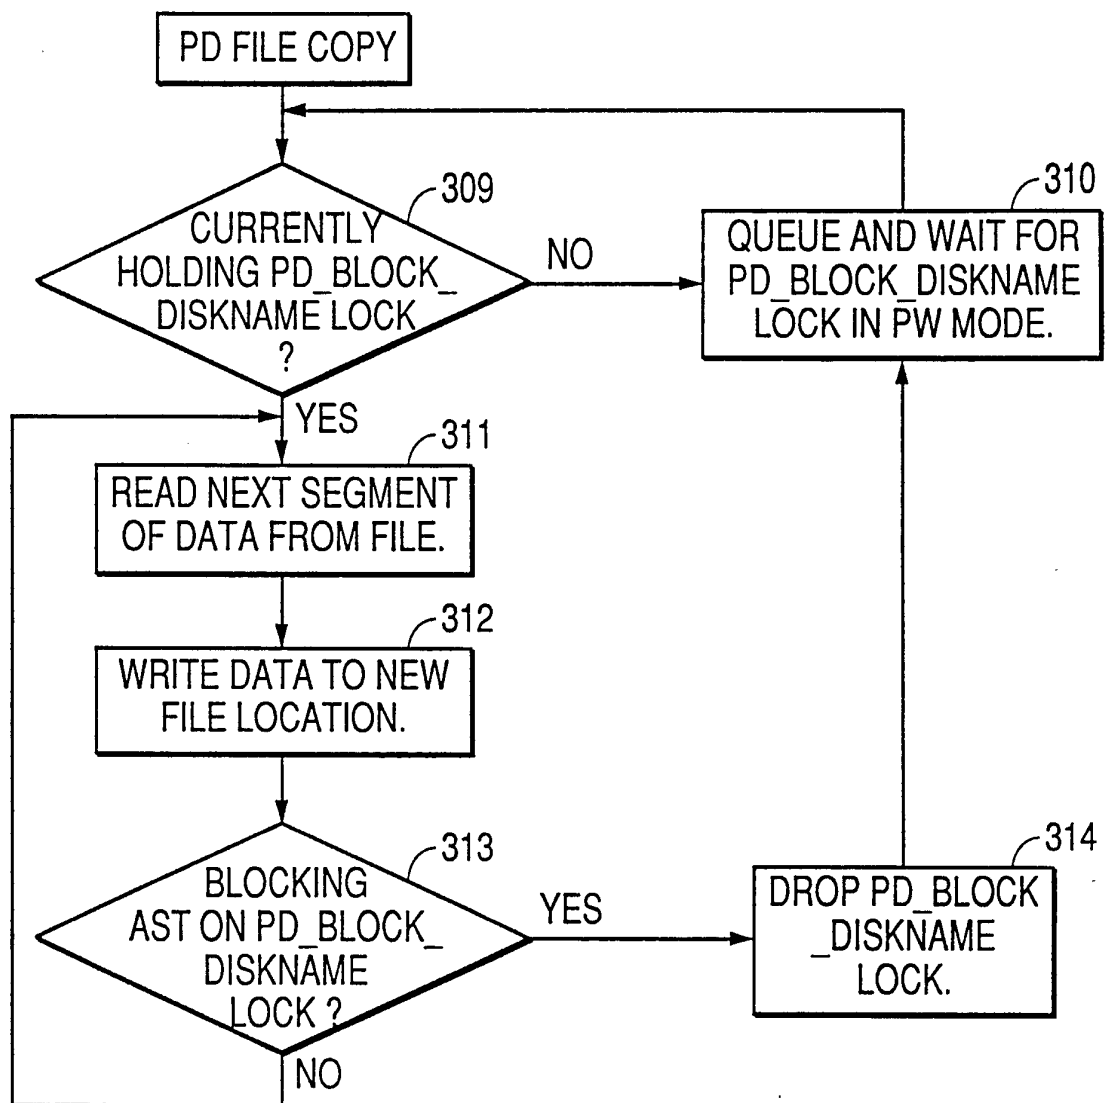 PD FILE COPY
309
CURRENTLY
HOLDING PD_BLOCK_
DISKNAME LOCK
?
NO
310
QUEUE AND WAIT FOR
PD_BLOCK_DISKNAME
LOCK IN PW MODE.
YES
311
READ NEXT SEGMENT
OF DATA FROM FILE.
312
WRITE DATA TO NEW
FILE LOCATION.
313
BLOCKING
AST ON PD_BLOCK_
DISKNAME
LOCK ?
YES
314
DROP PD_BLOCK
_DISKNAME
LOCK.
NO